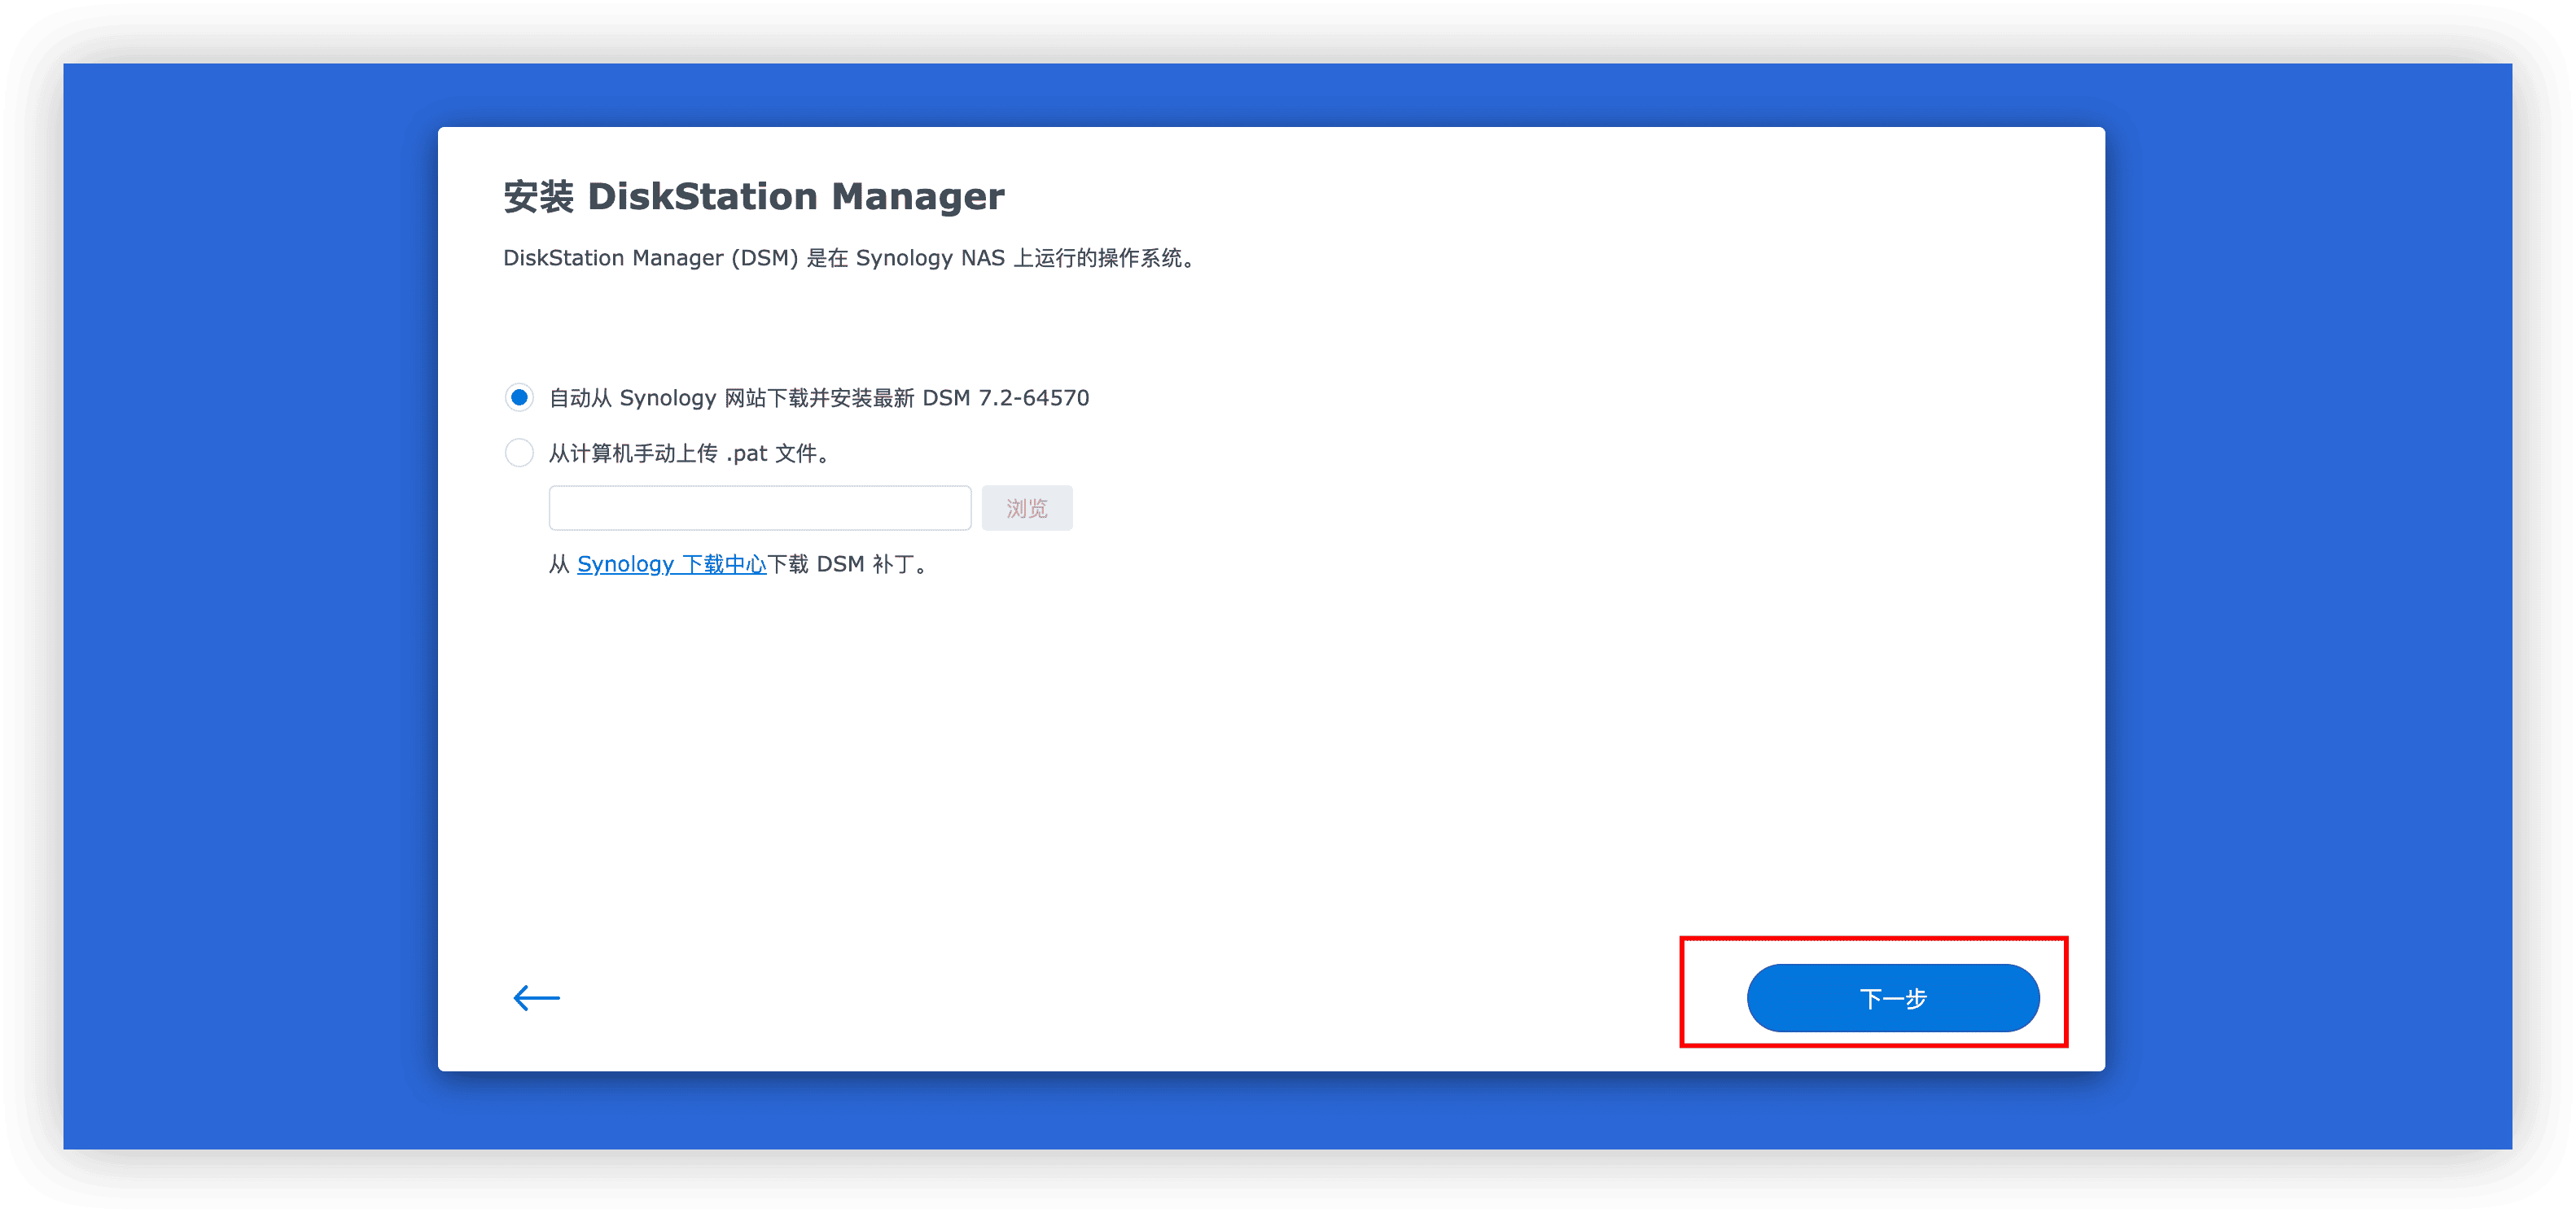 安装 DiskStation Manager
DiskStation Manager (DSM) 是在 Synology NAS 上运行的操作系统。
自动从 Synology 网站下载并安装最新 DSM 7.2-64570
从计算机手动上传 .pat 文件。
浏览
从 Synology 下载中心下载 DSM 补丁。
下一步